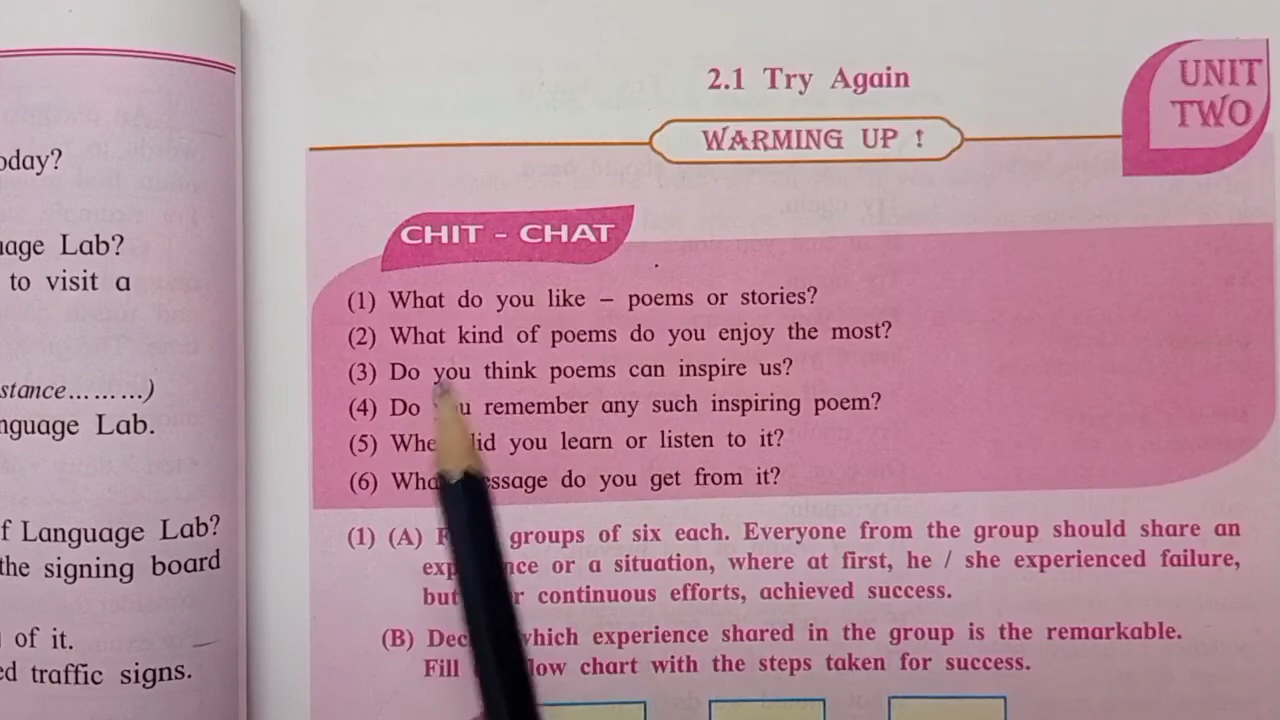 oday?
uage Lab?
to visit a
stance.........)
nguage Lab.
f Language Lab?
the signing board
of it.
ed traffic signs.
2.1 Try Again
UNIT
TWO
WARMING UP !
CHIT - CHAT
(1) What do you like – poems or stories?
(2) What kind of poems do you enjoy the most?
(3) Do you think poems can inspire us?
(4) Do you remember any such inspiring poem?
(5) Whe did you learn or listen to it?
(6) What message do you get from it?
(1) (A) F groups of six each. Everyone from the group should share an
experience or a situation, where at first, he / she experienced failure,
but continuous efforts, achieved success.
(B) Dec which experience shared in the group is the remarkable.
Fill flow chart with the steps taken for success.